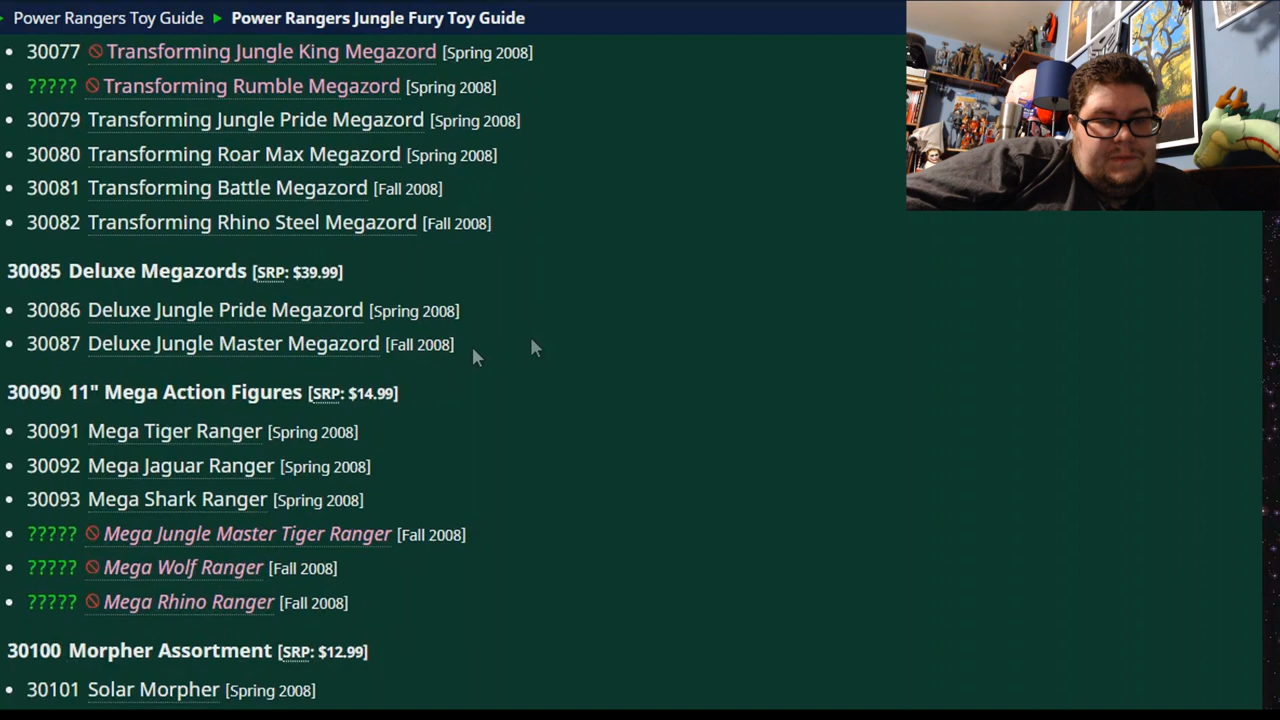 Power Rangers Toy Guide ▶ Power Rangers Jungle Fury Toy Guide
• 30077 Transforming Jungle King Megazord [Spring 2008]
• ????? Transforming Rumble Megazord [Spring 2008]
• 30079 Transforming Jungle Pride Megazord [Spring 2008]
• 30080 Transforming Roar Max Megazord [Spring 2008]
• 30081 Transforming Battle Megazord [Fall 2008]
• 30082 Transforming Rhino Steel Megazord [Fall 2008]
30085 Deluxe Megazords [SRP: $39.99]
• 30086 Deluxe Jungle Pride Megazord [Spring 2008]
• 30087 Deluxe Jungle Master Megazord [Fall 2008]
30090 11" Mega Action Figures [SRP: $14.99]
• 30091 Mega Tiger Ranger [Spring 2008]
• 30092 Mega Jaguar Ranger [Spring 2008]
• 30093 Mega Shark Ranger [Spring 2008]
• ????? Mega Jungle Master Tiger Ranger [Fall 2008]
• ????? Mega Wolf Ranger [Fall 2008]
• ????? Mega Rhino Ranger [Fall 2008]
30100 Morpher Assortment [SRP: $12.99]
• 30101 Solar Morpher [Spring 2008]